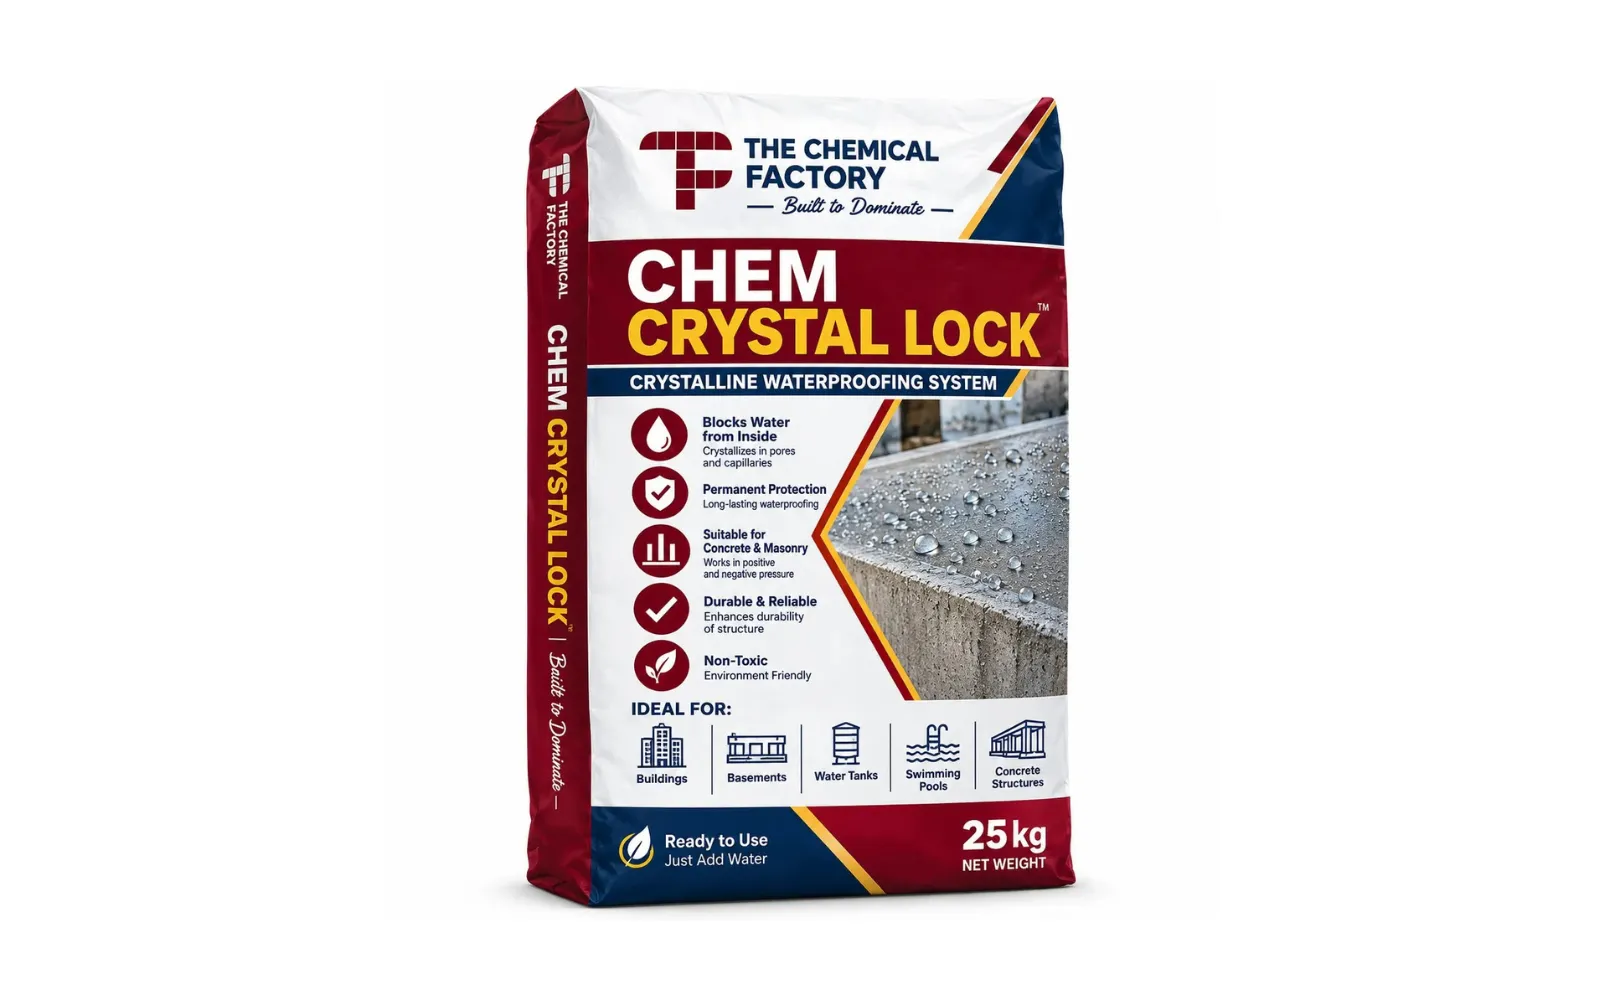 THE CHEMICAL
FACTORY
— Built to Dominate —
CHEM
CRYSTAL LOCK™
CRYSTALLINE WATERPROOFING SYSTEM
Blocks Water
from Inside
Crystallizes in pores
and capillaries
Permanent Protection
Long-lasting waterproofing
Suitable for
Concrete & Masonry
Works in positive
and negative pressure
Durable & Reliable
Enhances durability
of structure
Non-Toxic
Environment Friendly
IDEAL FOR:
Buildings
Basements
Water Tanks
Swimming
Pools
Concrete
Structures
Ready to Use
Just Add Water
25kg
NET WEIGHT
THE CHEMICAL
FACTORY
CHEM CRYSTAL LOCK™ | Baidt to Dominate —